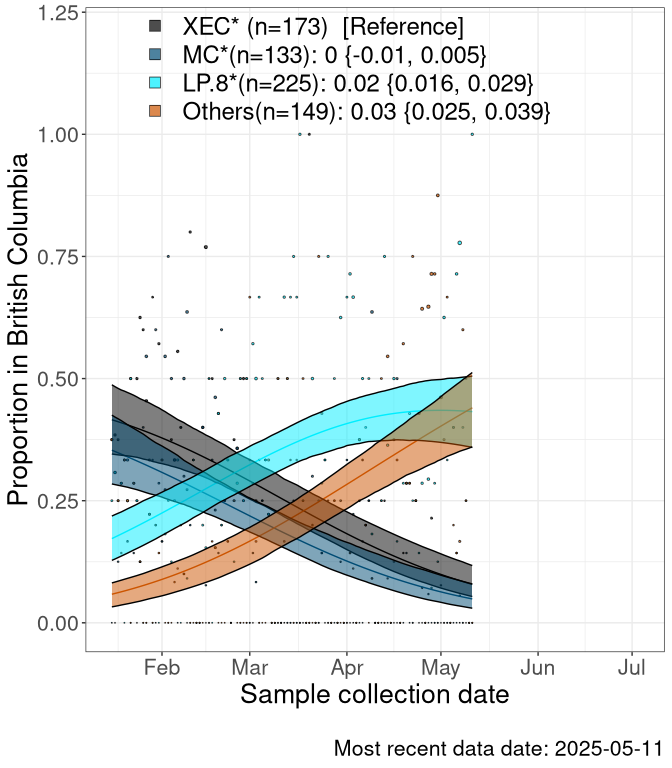 XEC* (n=173)  [Reference]
MC*(n=133): 0 {-0.01, 0.005}
LP.8*(n=225): 0.02 {0.016, 0.029}
Others(n=149): 0.03 {0.025, 0.039}
Proportion in British Columbia
1.25
1.00
0.75
0.50
0.25
0.00
Feb Mar Apr May Jun Jul
Sample collection date
Most recent data date: 2025-05-11